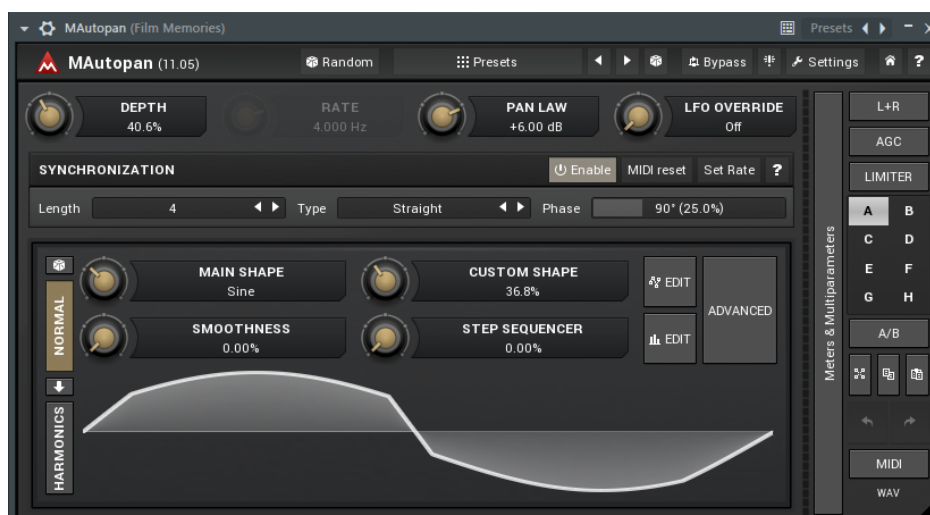 MAutopan (Film Memories) Presets
MAutopan (11.05) Random Presets Bypass Settings ?
DEPTH RATE PAN LAW LFO OVERRIDE
40.6% 4.000 Hz +6.00 dB Off
SYNCHRONIZATION Enable MIDI reset Set Rate ?
Length 4 Type Straight Phase 90° (25.0%)
NORMAL
HARMONICS
MAIN SHAPE CUSTOM SHAPE
Sine 36.8%
EDIT
SMOOTHNESS STEP SEQUENCER
0.00% 0.00%
EDIT
ADVANCED
Meters & Multiparameters
L+R
AGC
LIMITER
A B
C D
E F
G H
A/B
MIDI
WAV